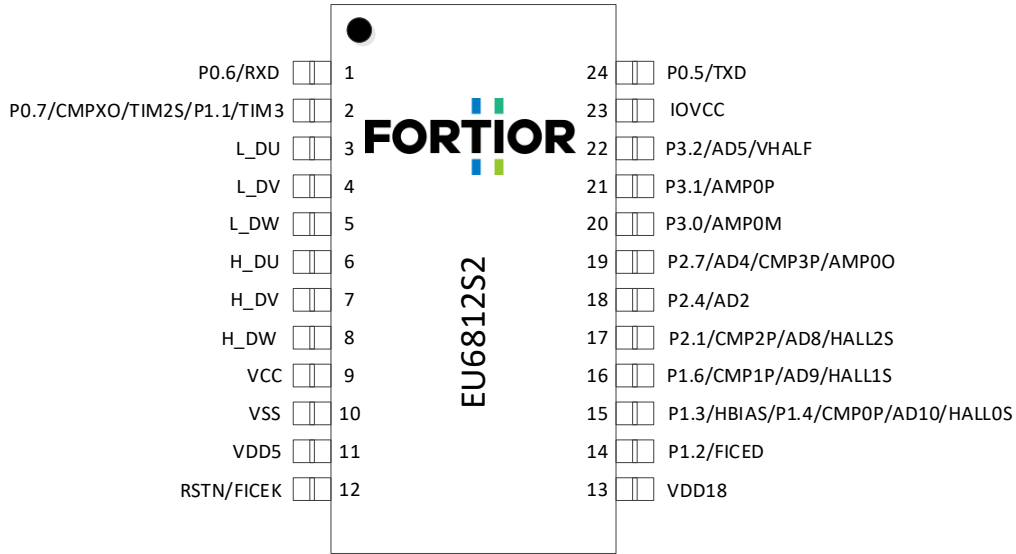 P0.6/RXD 1 24 P0.5/TXD
P0.7/CMPXO/TIM2S/P1.1/TIM3 2 23 IOVCC
L_DU 3 FORTIOR 22 P3.2/AD5/VHALF
L_DV 4 21 P3.1/AMP0P
L_DW 5 20 P3.0/AMP0M
H_DU 6 19 P2.7/AD4/CMP3P/AMP0O
H_DV 7 18 P2.4/AD2
H_DW 8 17 P2.1/CMP2P/AD8/HALL2S
VCC 9 16 P1.6/CMP1P/AD9/HALL1S
VSS 10 15 P1.3/HBIAS/P1.4/CMP0P/AD10/HALL0S
VDD5 11 14 P1.2/FICED
RSTN/FICEK 12 13 VDD18
EU6812S2